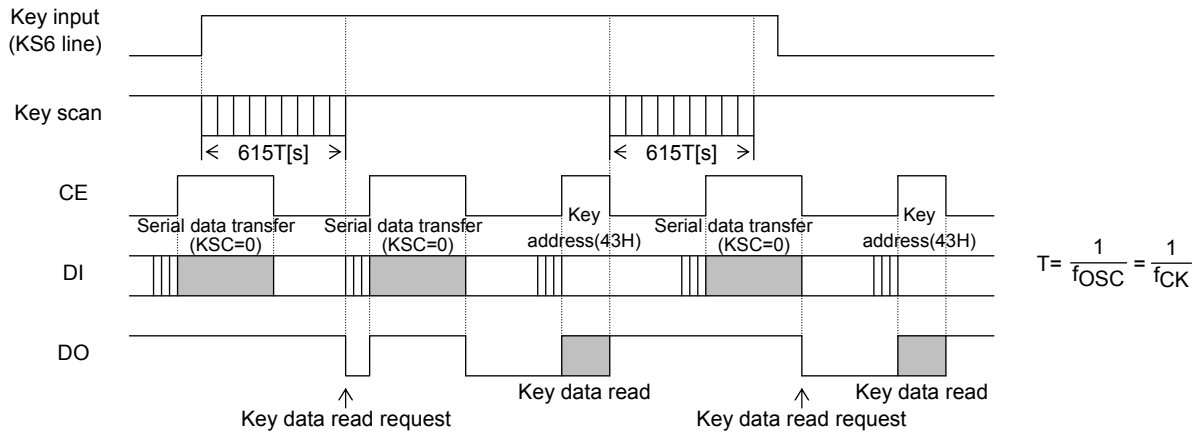 Key input
(KS6 line)
Key scan
615T[s]
615T[s]
CE
Serial data transfer
(KSC=0)
Serial data transfer
(KSC=0)
Key
address(43H)
Serial data transfer
(KSC=0)
Key
address(43H)
DI
T= 1/fOSC = 1/fCK
DO
Key data read
Key data read
Key data read request
Key data read request